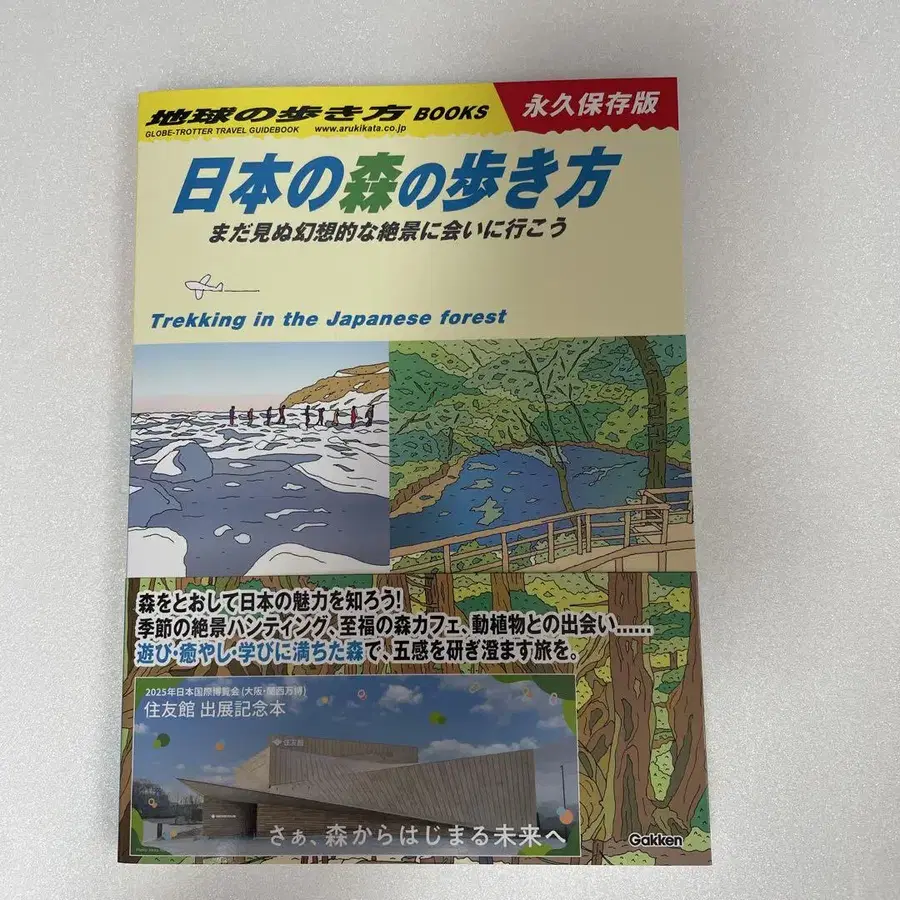 地球の歩き方 BOOKS
永久保存版
GLOBE-TROTTER TRAVEL GUIDEBOOK www.arukikata.co.jp
日本の森の歩き方
まだ見ぬ幻想的な絶景に会いに行こう
Trekking in the Japanese forest
森をとおして日本の魅力を知ろう!
季節の絶景ハンティング、至福の森カフェ、動植物との出会い……
遊び・癒やし・学びに満ちた森で、五感を研ぎ澄ます旅を。
2025年日本国際博覧会(大阪・関西万博)
住友館 出展記念本
住友館
さぁ、森からはじまる未来へ
Gakken